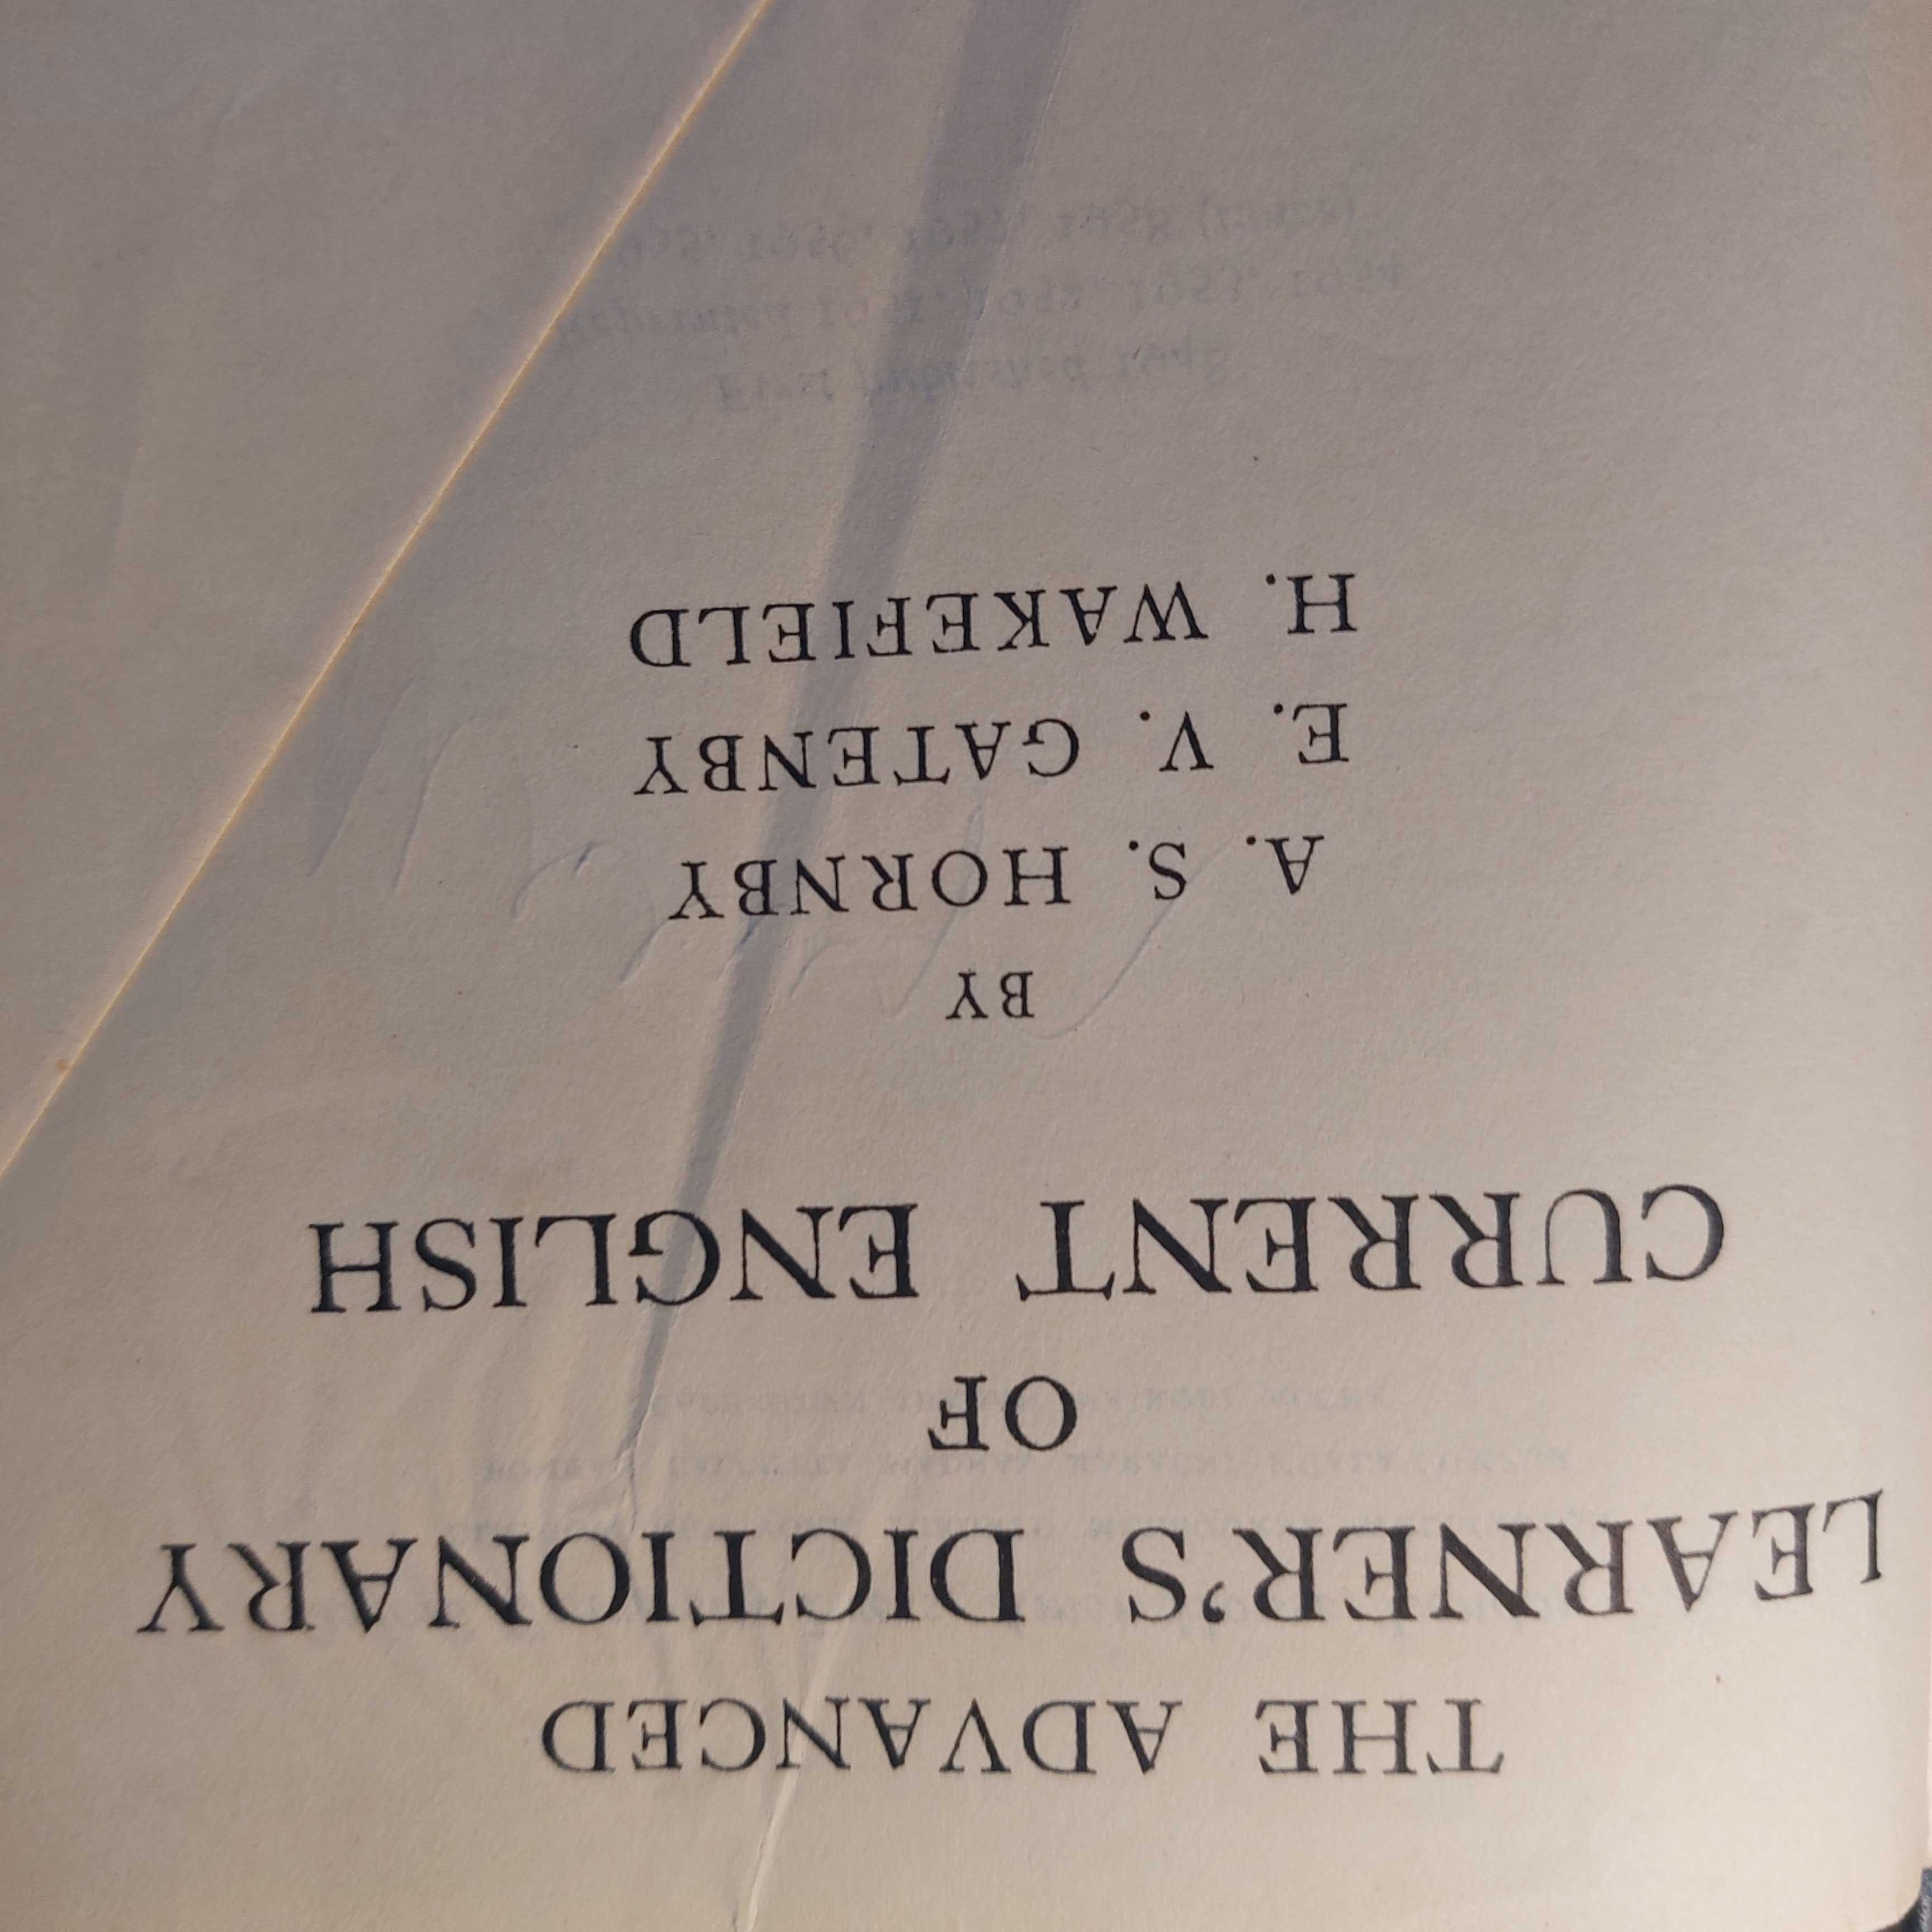 THE ADVANCED
LEARNER'S DICTIONARY
OF
CURRENT ENGLISH
BY
A. S. HORNBY
E. V. GATENBY
H. WAKEFIELD